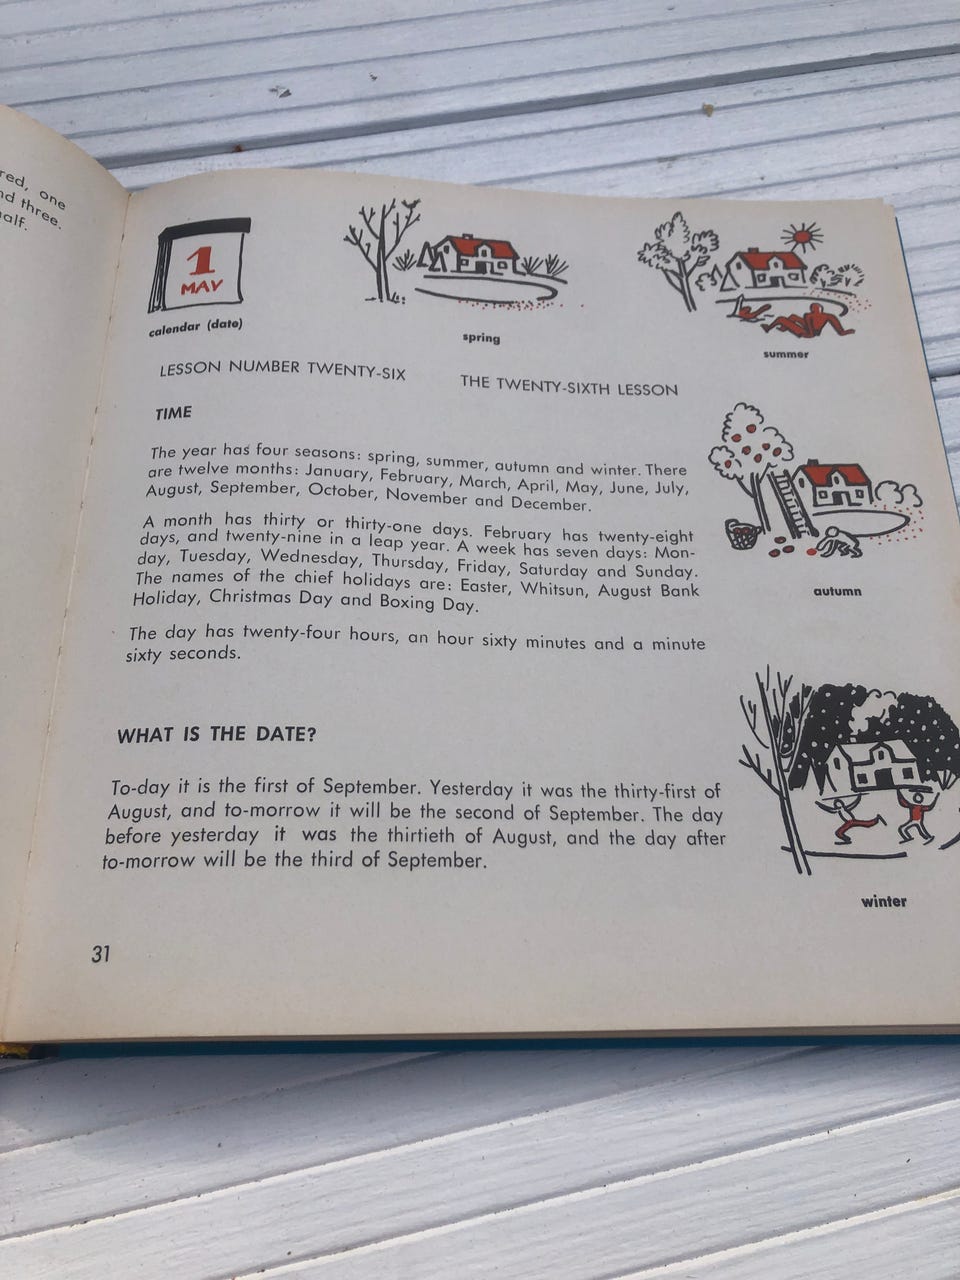 red, one
nd three.
half.
1
MAY
calendar (date)
spring
summer
LESSON NUMBER TWENTY-SIX
THE TWENTY-SIXTH LESSON
TIME
The year has four seasons: spring, summer, autumn and winter. There
are twelve months: January, February, March, April, May, June, July,
August, September, October, November and December.
A month has thirty or thirty-one days. February has twenty-eight
days, and twenty-nine in a leap year. A week has seven days: Mon-
day, Tuesday, Wednesday, Thursday, Friday, Saturday and Sunday.
The names of the chief holidays are: Easter, Whitsun, August Bank
Holiday, Christmas Day and Boxing Day.
autumn
The day has twenty-four hours, an hour sixty minutes and a minute
sixty seconds.
WHAT IS THE DATE?
To-day it is the first of September. Yesterday it was the thirty-first of
August, and to-morrow it will be the second of September. The day
before yesterday it was the thirtieth of August, and the day after
to-morrow will be the third of September.
winter
31